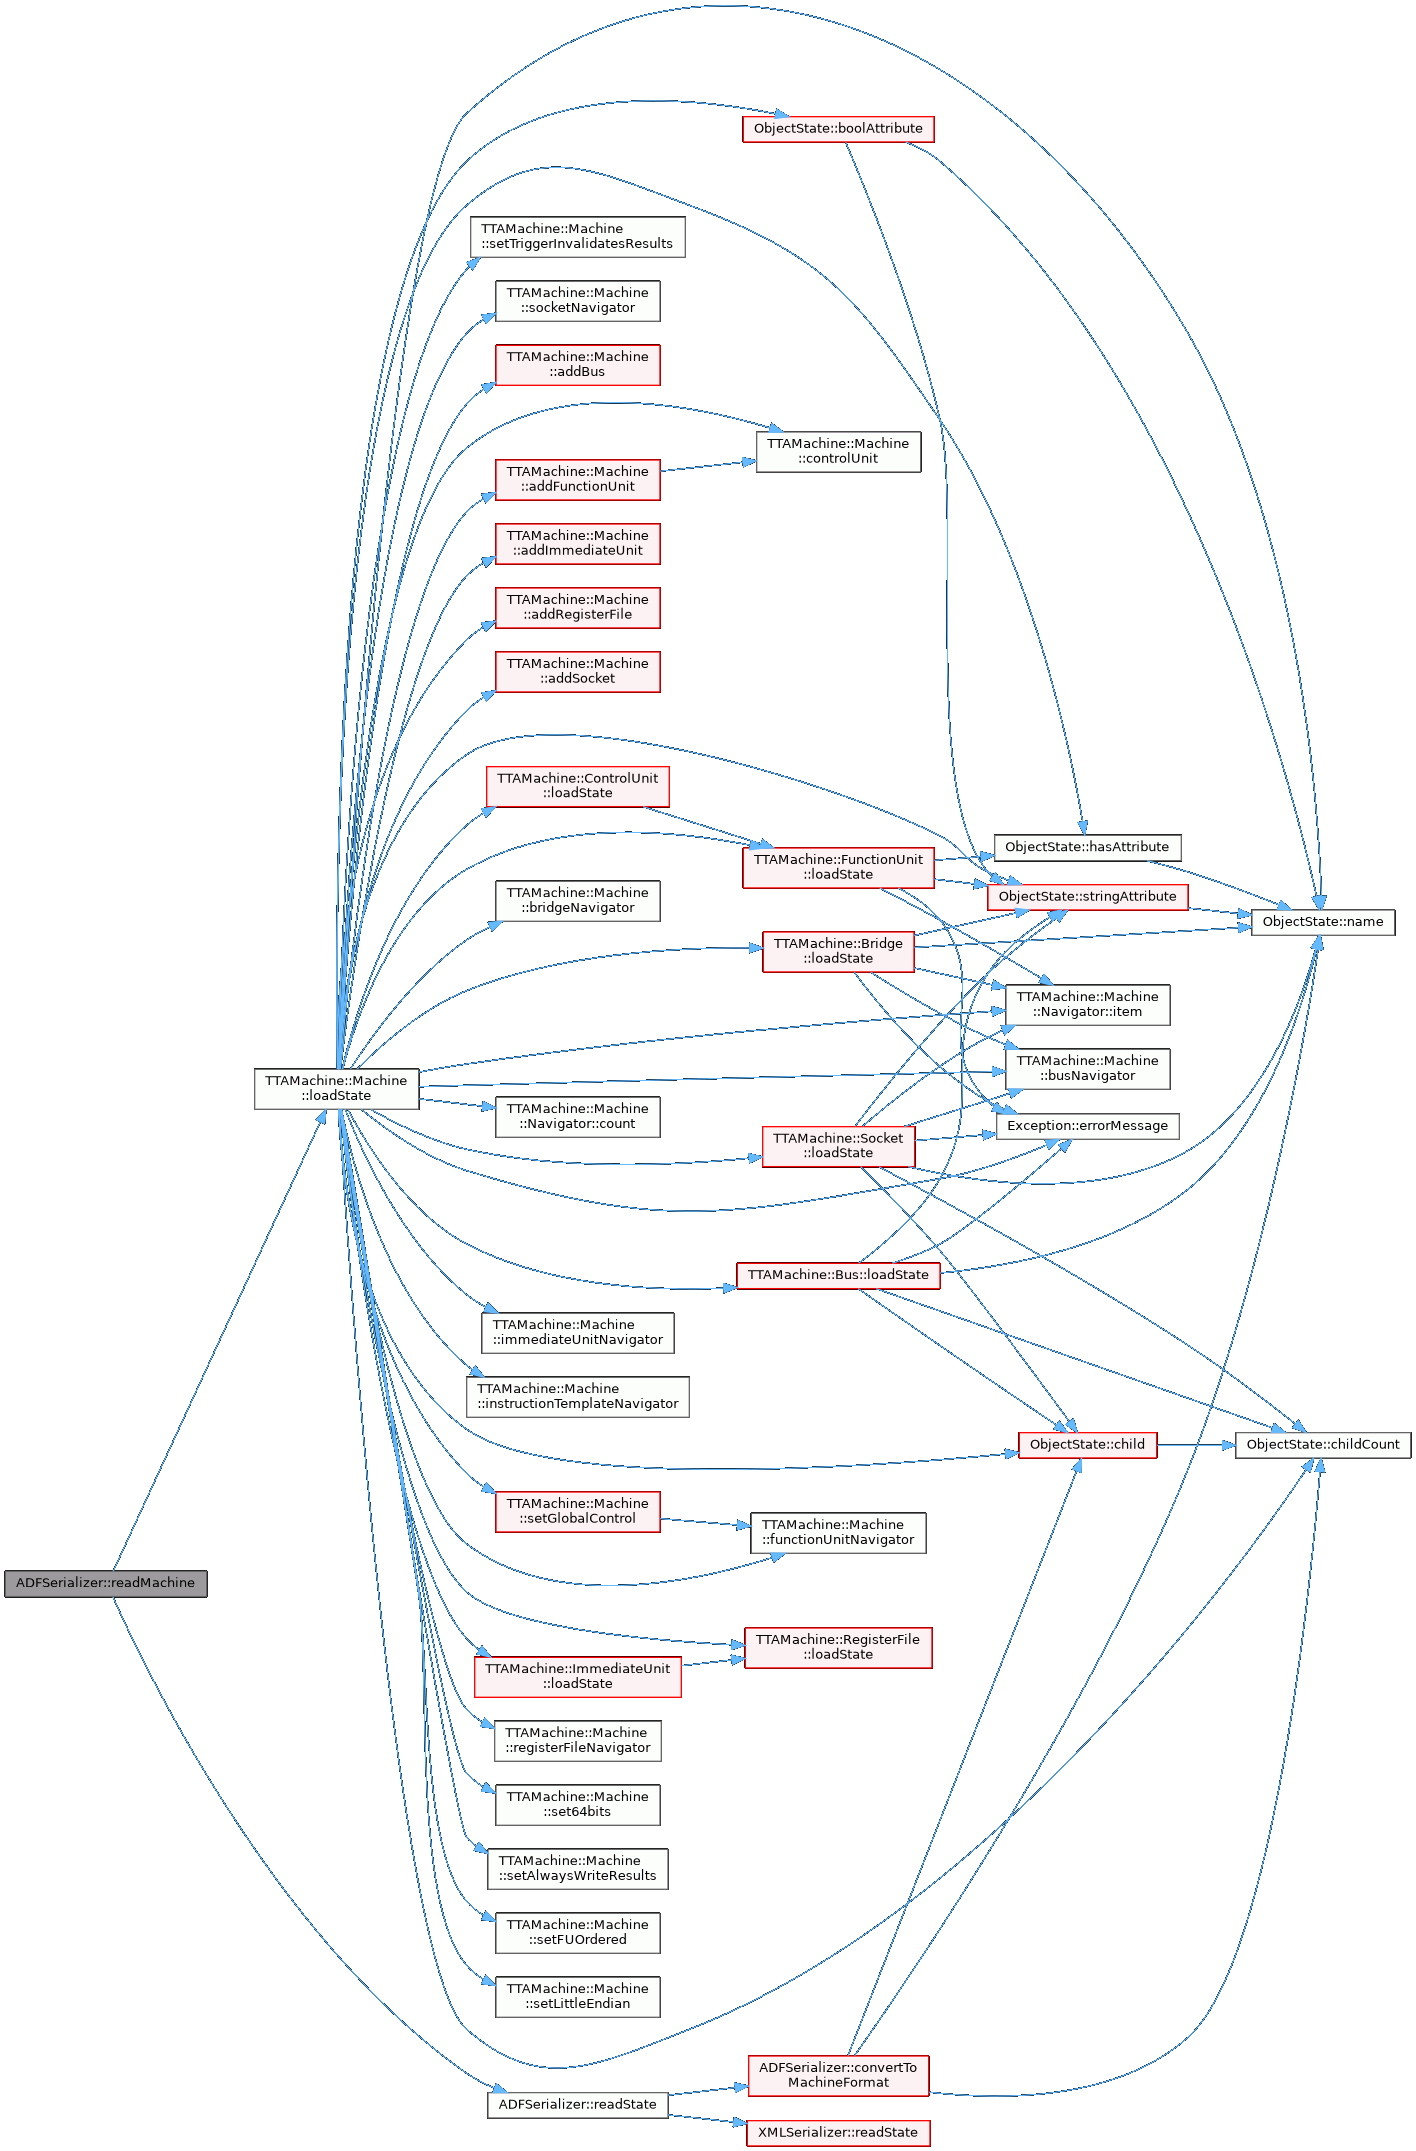 ObjectState::boolAttribute
TTAMachine::Machine
::setTriggerInvalidatesResults
TTAMachine::Machine
::socketNavigator
TTAMachine::Machine
::addBus
TTAMachine::Machine
::controlUnit
TTAMachine::Machine
::addFunctionUnit
TTAMachine::Machine
::addImmediateUnit
TTAMachine::Machine
::addRegisterFile
TTAMachine::Machine
::addSocket
TTAMachine::ControlUnit
::loadState
ObjectState::hasAttribute
TTAMachine::FunctionUnit
::loadState
ObjectState::stringAttribute
TTAMachine::Machine
::bridgeNavigator
ObjectState::name
TTAMachine::Bridge
::loadState
TTAMachine::Machine
::Navigator::item
TTAMachine::Machine
::busNavigator
TTAMachine::Machine
::loadState
TTAMachine::Machine
::Navigator::count
Exception::errorMessage
TTAMachine::Socket
::loadState
TTAMachine::Bus::loadState
TTAMachine::Machine
::immediateUnitNavigator
TTAMachine::Machine
::instructionTemplateNavigator
ObjectState::child
ObjectState::childCount
TTAMachine::Machine
::setGlobalControl
TTAMachine::Machine
::functionUnitNavigator
ADFSerializer::readMachine
TTAMachine::RegisterFile
::loadState
TTAMachine::ImmediateUnit
::loadState
TTAMachine::Machine
::registerFileNavigator
TTAMachine::Machine
::set64bits
TTAMachine::Machine
::setAlwaysWriteResults
TTAMachine::Machine
::setFUOrdered
TTAMachine::Machine
::setLittleEndian
ADFSerializer::convertTo
MachineFormat
ADFSerializer::readState
XMLSerializer::readState